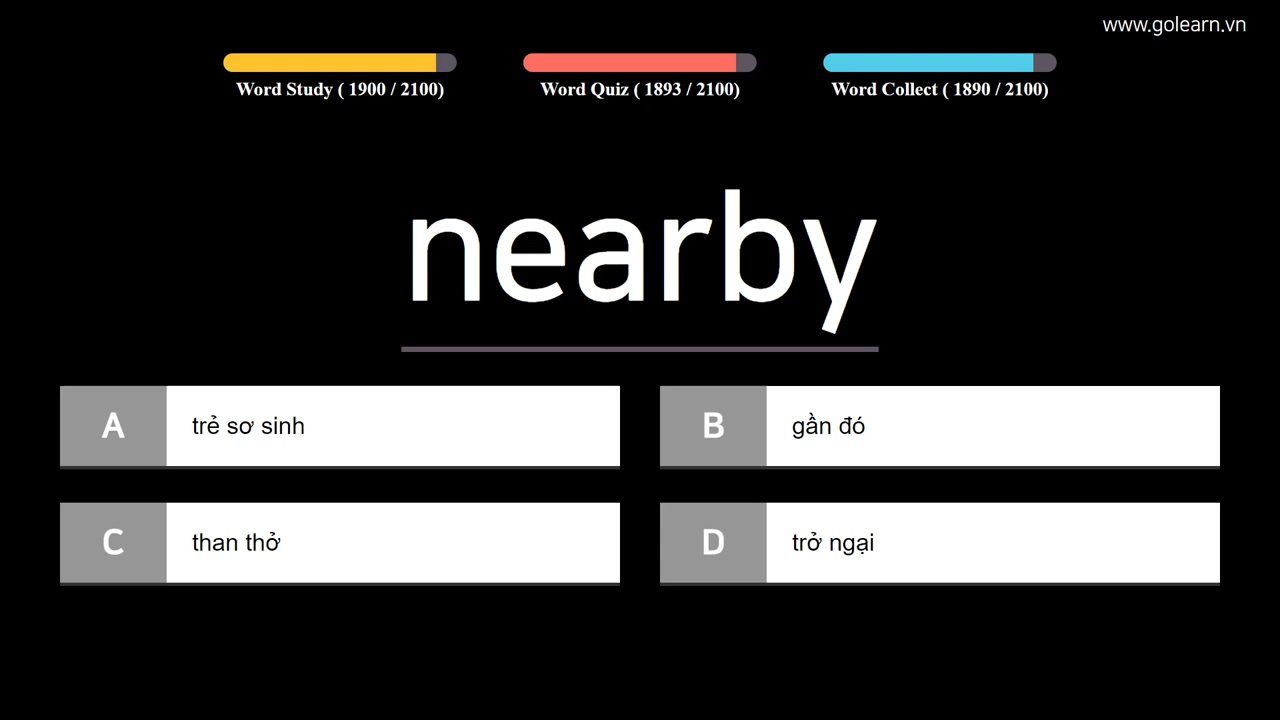 www.golearn.vn
Word Study ( 1900 / 2100)
Word Quiz ( 1893 / 2100)
Word Collect ( 1890 / 2100)
nearby
A trẻ sơ sinh
B gần đó
C than thở
D trở ngại